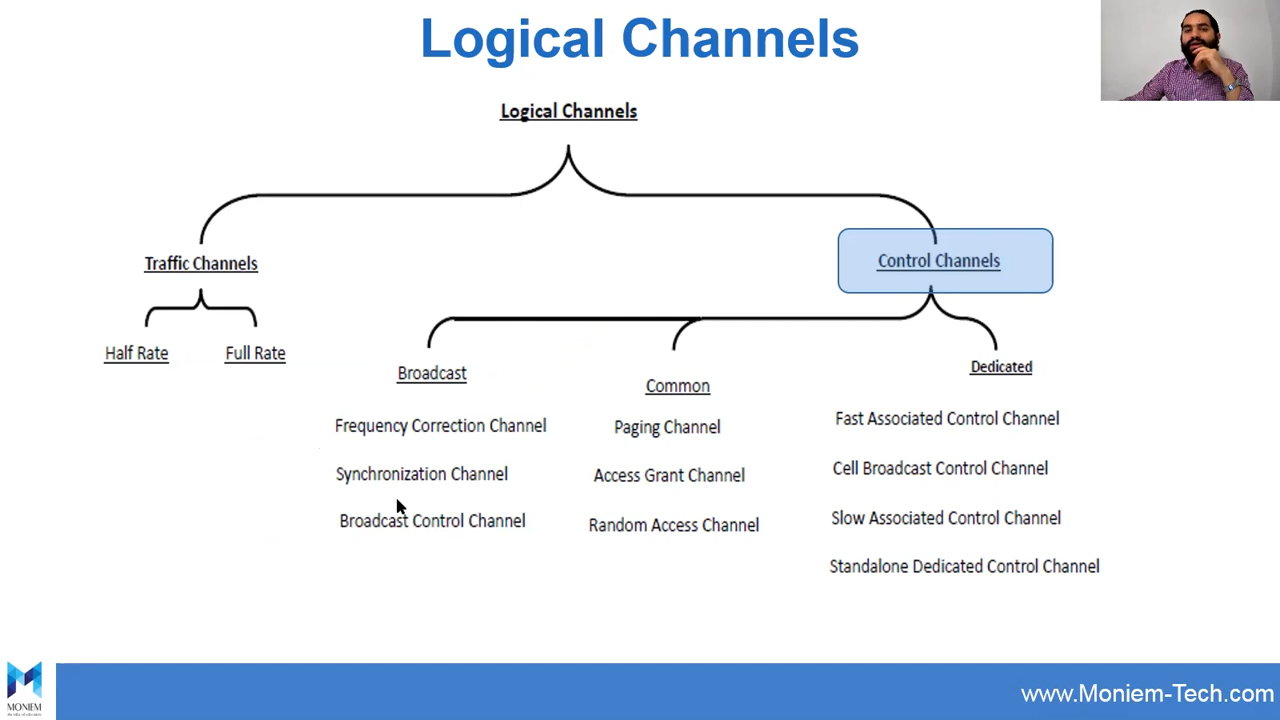 Logical Channels
Logical Channels
Traffic Channels
Control Channels
Half Rate
Full Rate
Broadcast
Common
Dedicated
Frequency Correction Channel
Synchronization Channel
Broadcast Control Channel
Paging Channel
Access Grant Channel
Random Access Channel
Fast Associated Control Channel
Cell Broadcast Control Channel
Slow Associated Control Channel
Standalone Dedicated Control Channel
MONIEM
www.Moniem-Tech.com